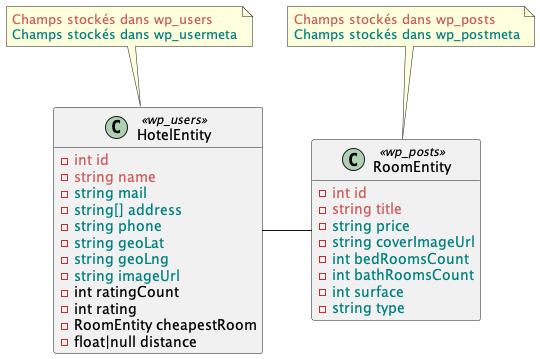 Champs stockés dans wp_users
Champs stockés dans wp_usermeta
Champs stockés dans wp_posts
Champs stockés dans wp_postmeta
C
«wp_users»
HotelEntity
int id
string name
string mail
string[] address
string phone
string geoLat
string geoLng
string imageUrl
int ratingCount
int rating
RoomEntity cheapestRoom
float|null distance
C
«wp_posts»
RoomEntity
int id
string title
string price
string coverImageUrl
int bedRoomsCount
int bathRoomsCount
int surface
string type